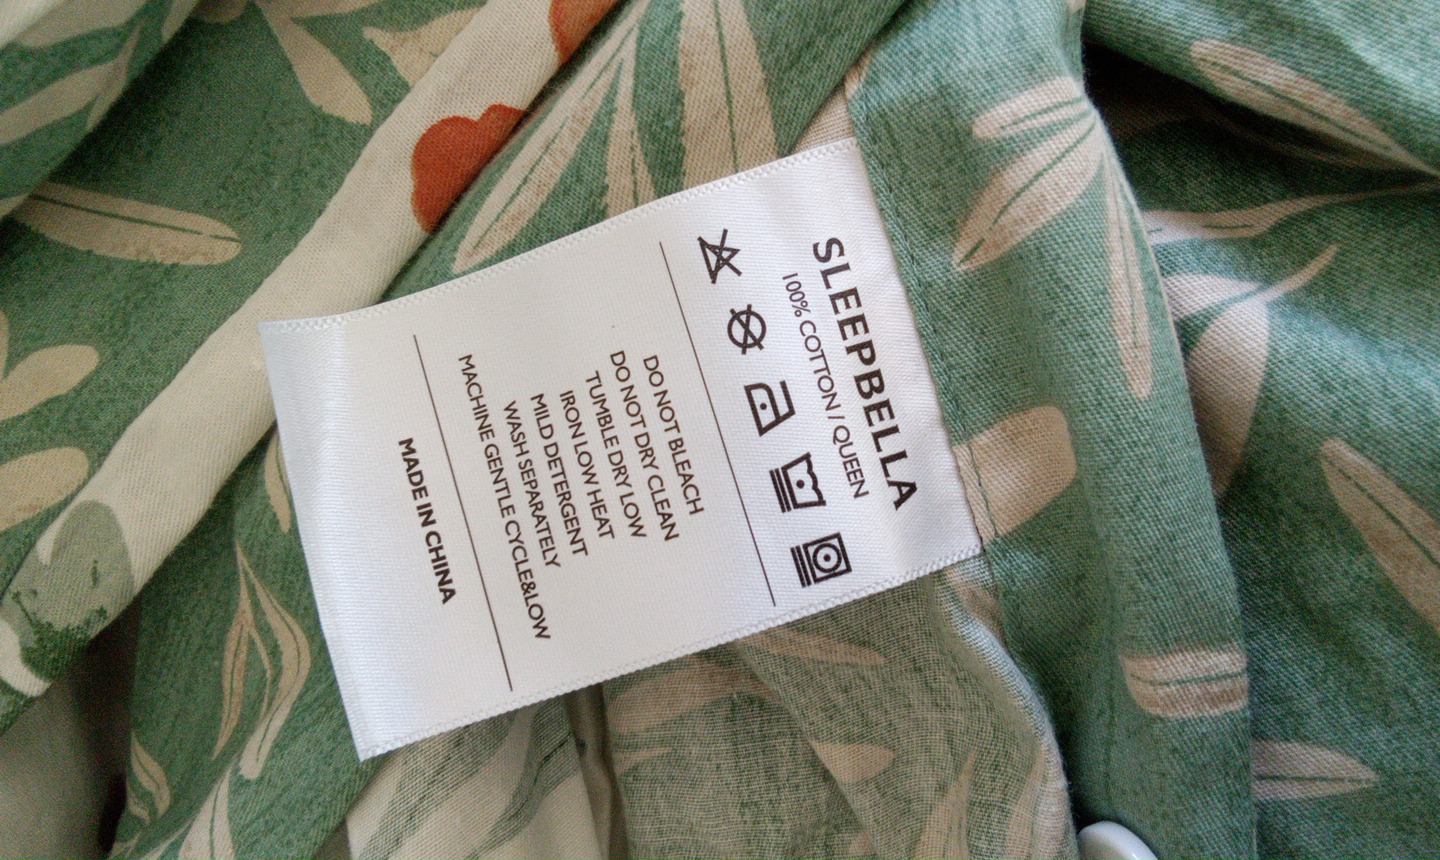 SLEEPBELLA
100% COTTON / QUEEN
DO NOT BLEACH
DO NOT DRY CLEAN
TUMBLE DRY LOW
IRON LOW HEAT
MILD DETERGENT
WASH SEPARATELY
MACHINE GENTLE CYCLE&LOW
MADE IN CHINA